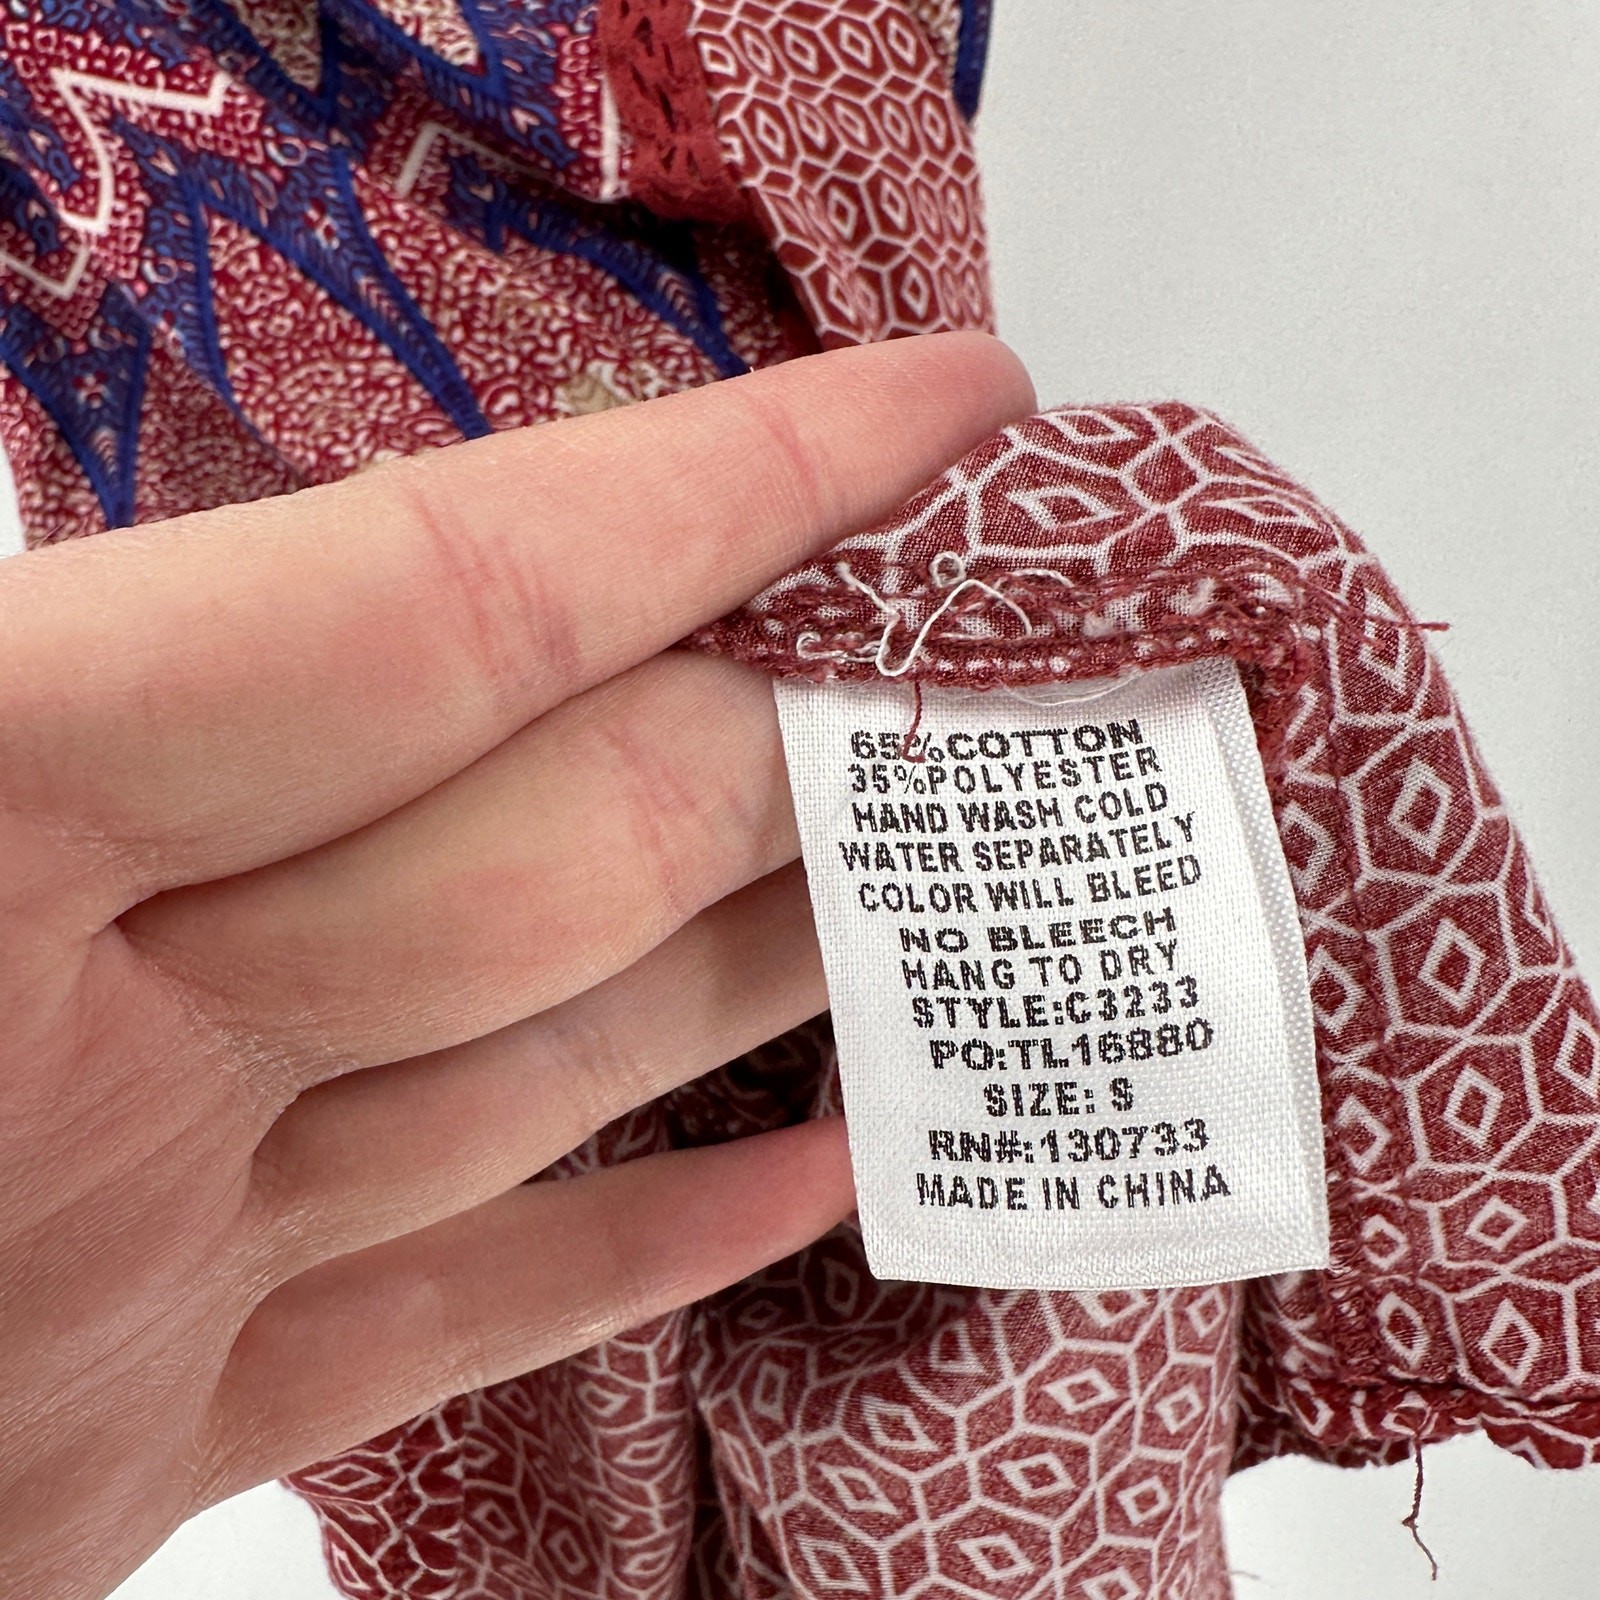 65%COTTON
35%POLYESTER
HAND WASH COLD
WATER SEPARATELY
COLOR WILL BLEED
NO BLEECH
HANG TO DRY
STYLE:C3233
PO:TL16880
SIZE: S
RN#:130733
MADE IN CHINA